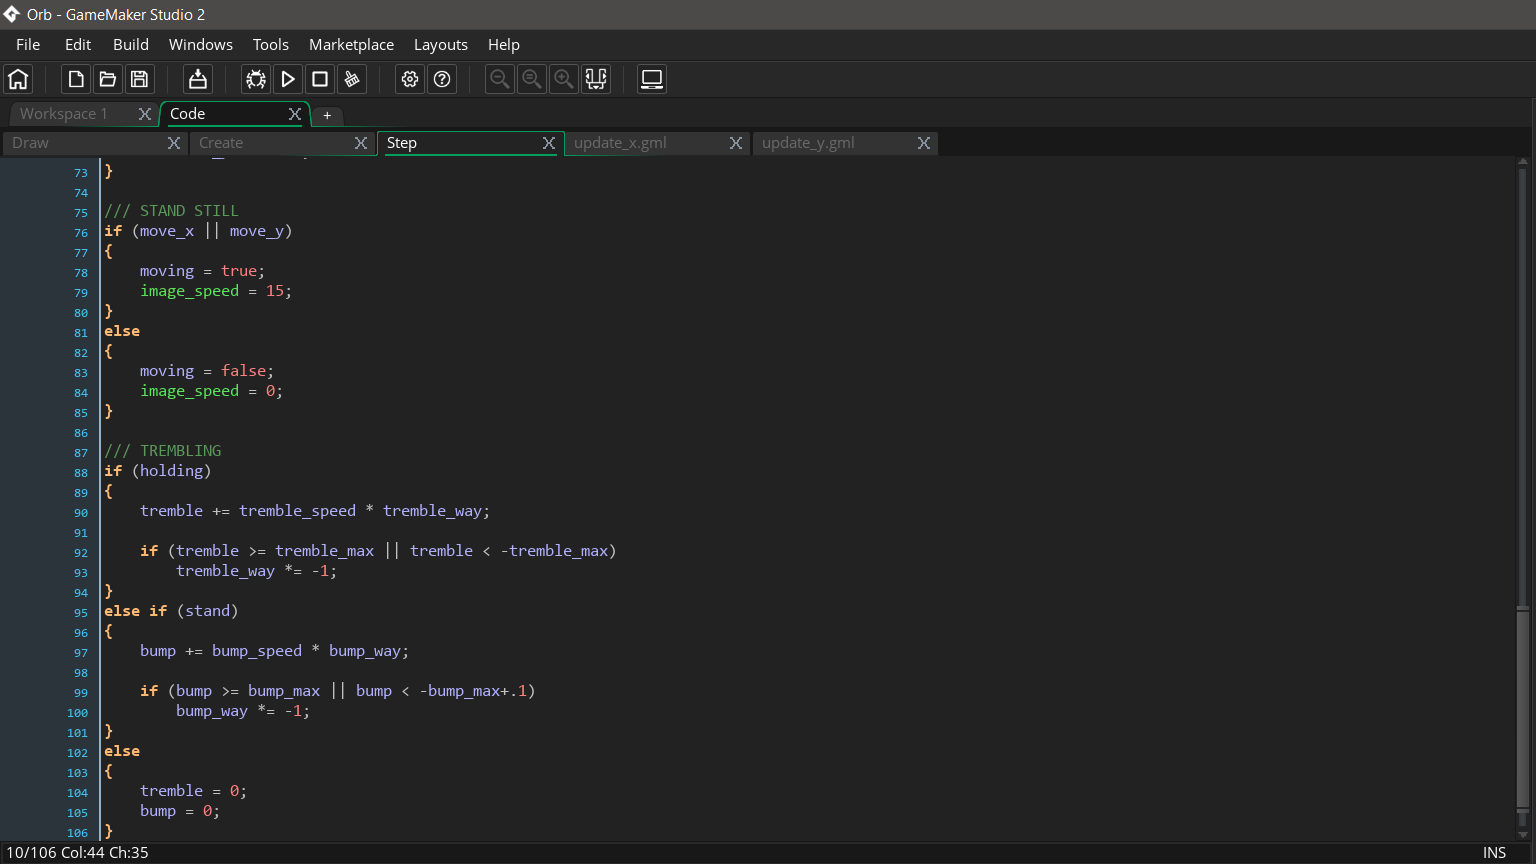 Orb - GameMaker Studio 2
File Edit Build Windows Tools Marketplace Layouts Help
Workspace 1 X Code X +
Draw X Create X Step X update_x.gml X update_y.gml X
73 }
74
75 /// STAND STILL
76 if (move_x || move_y)
77 {
78 moving = true;
79 image_speed = 15;
80 }
81 else
82 {
83 moving = false;
84 image_speed = 0;
85 }
86
87 /// TREMBLING
88 if (holding)
89 {
90 tremble += tremble_speed * tremble_way;
91
92 if (tremble >= tremble_max || tremble < -tremble_max)
93 tremble_way *= -1;
94 }
95 else if (stand)
96 {
97 bump += bump_speed * bump_way;
98
99 if (bump >= bump_max || bump < -bump_max+.1)
100 bump_way *= -1;
101 }
102 else
103 {
104 tremble = 0;
105 bump = 0;
106 }
10/106 Col:44 Ch:35 INS